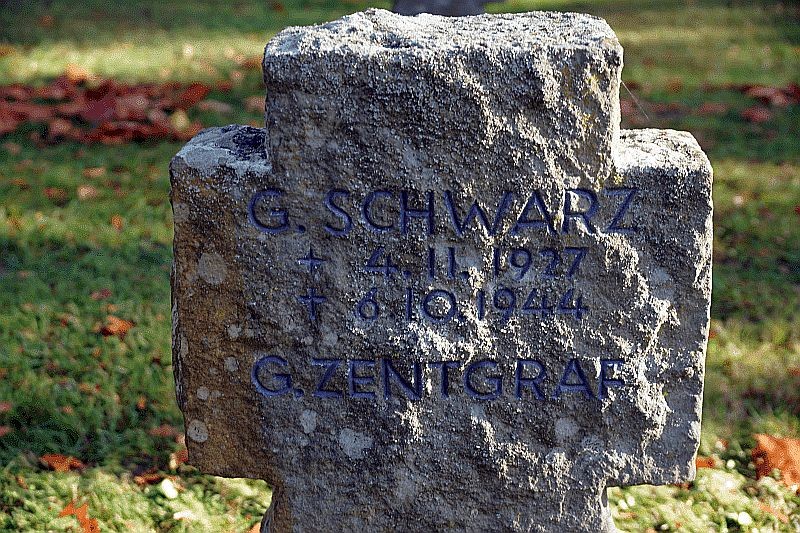 G. SCHWARZ
+ 4. 11. 1927
† 6 10. 1944
G. ZENTGRAF